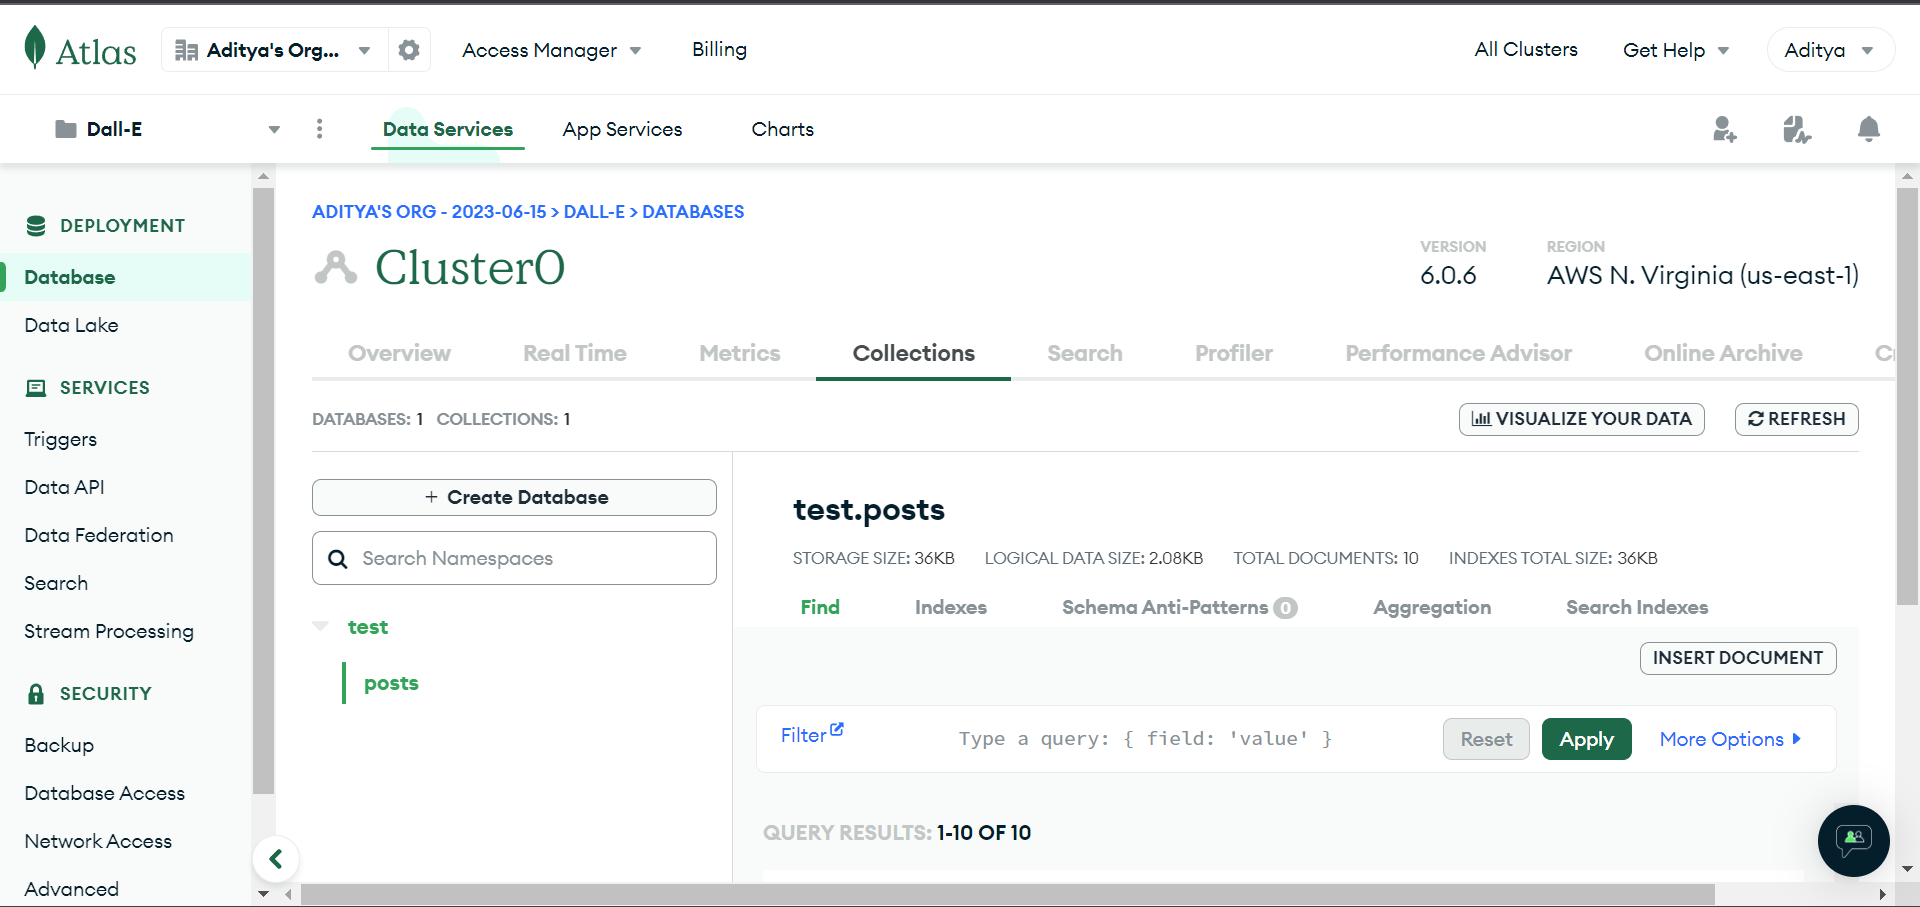 Atlas
Aditya's Org...
Access Manager
Billing
All Clusters
Get Help
Aditya
Dall-E
Data Services
App Services
Charts
DEPLOYMENT
Database
Data Lake
SERVICES
Triggers
Data API
Data Federation
Search
Stream Processing
SECURITY
Backup
Database Access
Network Access
Advanced
ADITYA'S ORG - 2023-06-15 > DALL-E > DATABASES
Cluster0
VERSION
6.0.6
REGION
AWS N. Virginia (us-east-1)
Overview
Real Time
Metrics
Collections
Search
Profiler
Performance Advisor
Online Archive
DATABASES: 1 COLLECTIONS: 1
VISUALIZE YOUR DATA
REFRESH
+ Create Database
Search Namespaces
test
posts
test.posts
STORAGE SIZE: 36KB LOGICAL DATA SIZE: 2.08KB TOTAL DOCUMENTS: 10 INDEXES TOTAL SIZE: 36KB
Find
Indexes
Schema Anti-Patterns 0
Aggregation
Search Indexes
INSERT DOCUMENT
Filter
Type a query: { field: 'value' }
Reset
Apply
More Options
QUERY RESULTS: 1-10 OF 10